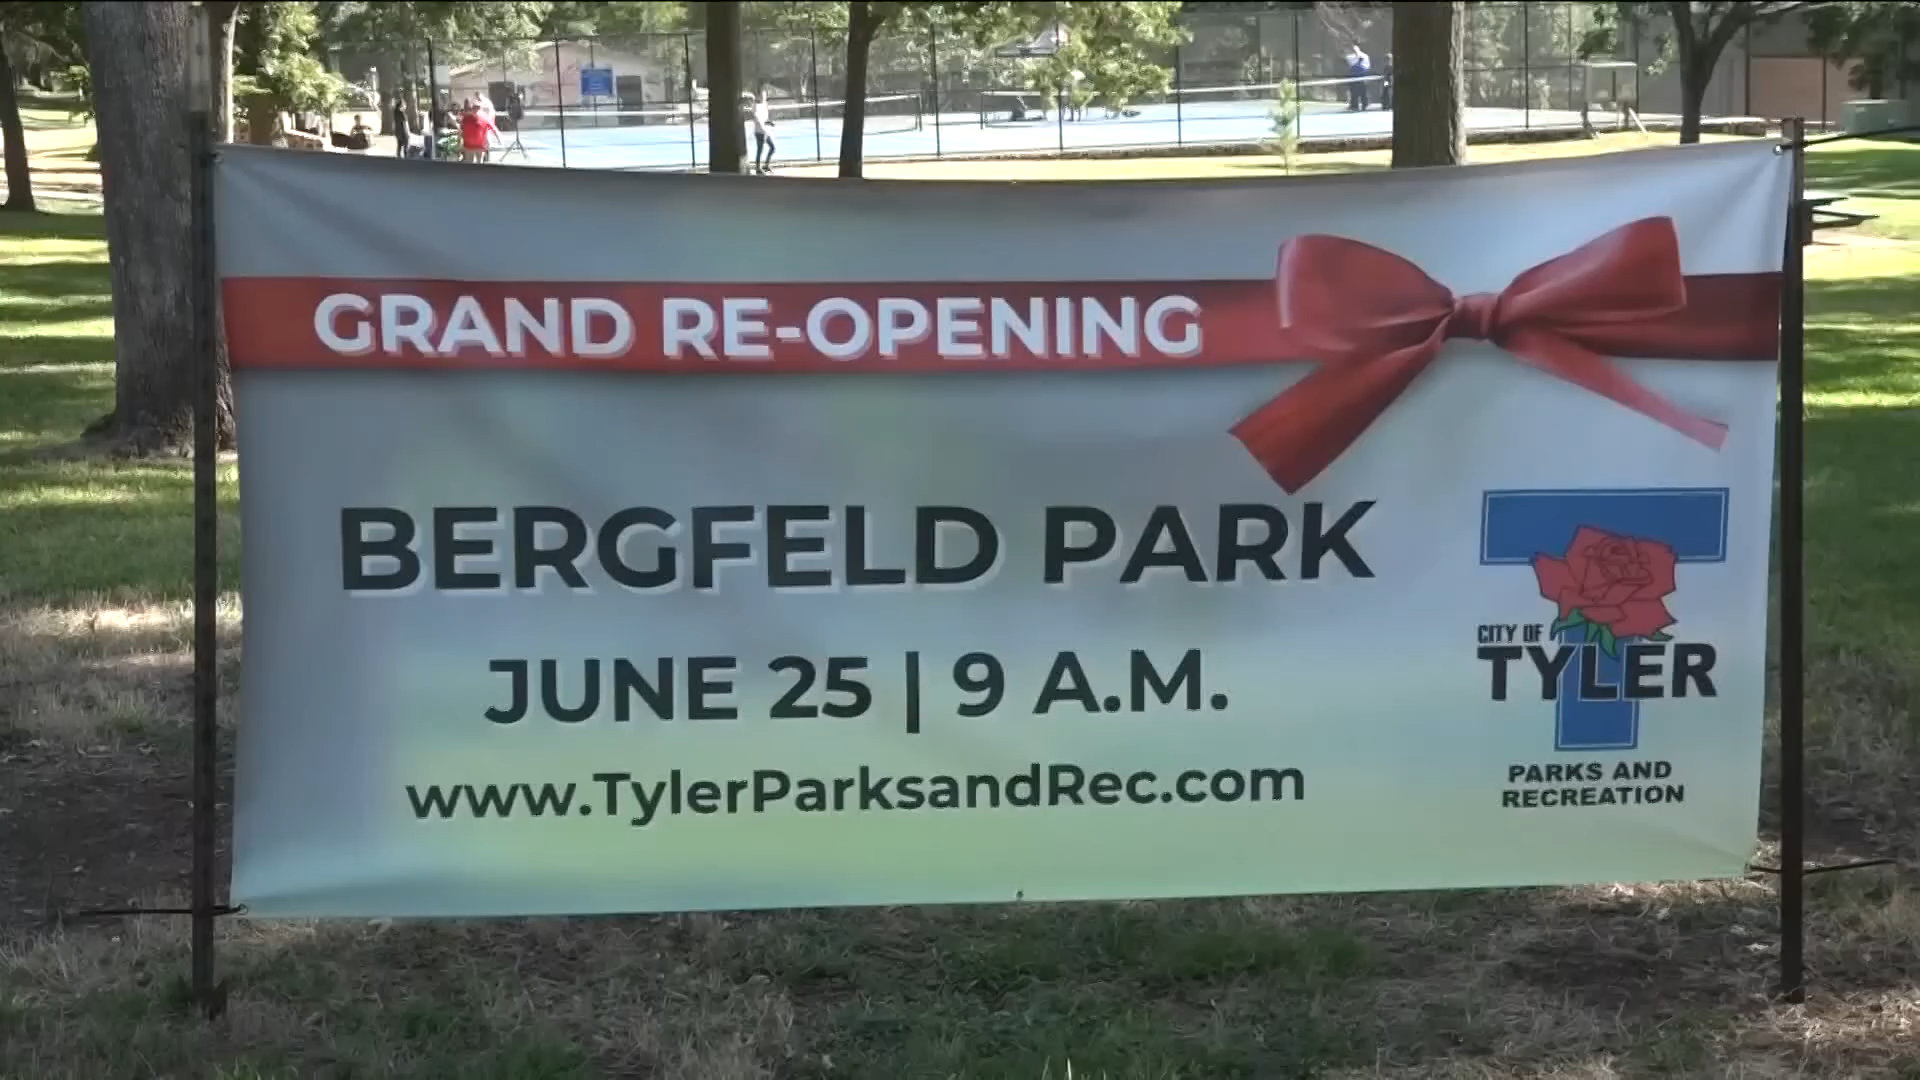 GRAND RE-OPENING
BERGFELD PARK
JUNE 25 | 9 A.M.
www.TylerParksandRec.com
CITY OF
TYLER
PARKS AND
RECREATION